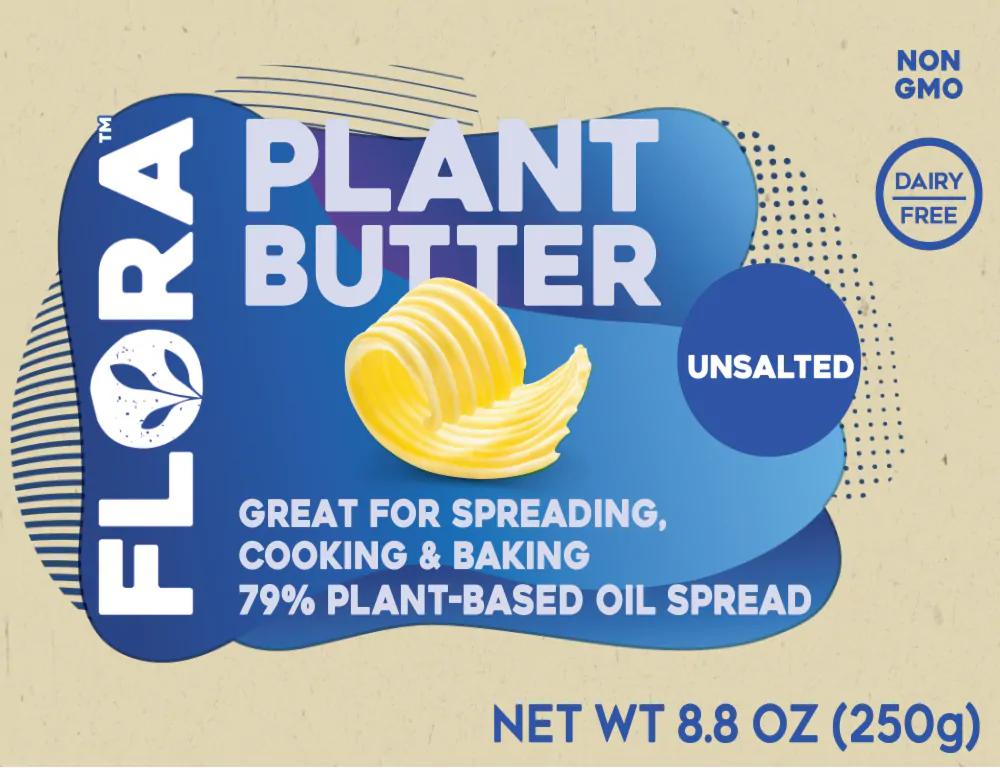 NON
GMO
DAIRY
FREE
FLORA™
PLANT
BUTTER
UNSALTED
GREAT FOR SPREADING,
COOKING & BAKING
79% PLANT-BASED OIL SPREAD
NET WT 8.8 OZ (250g)